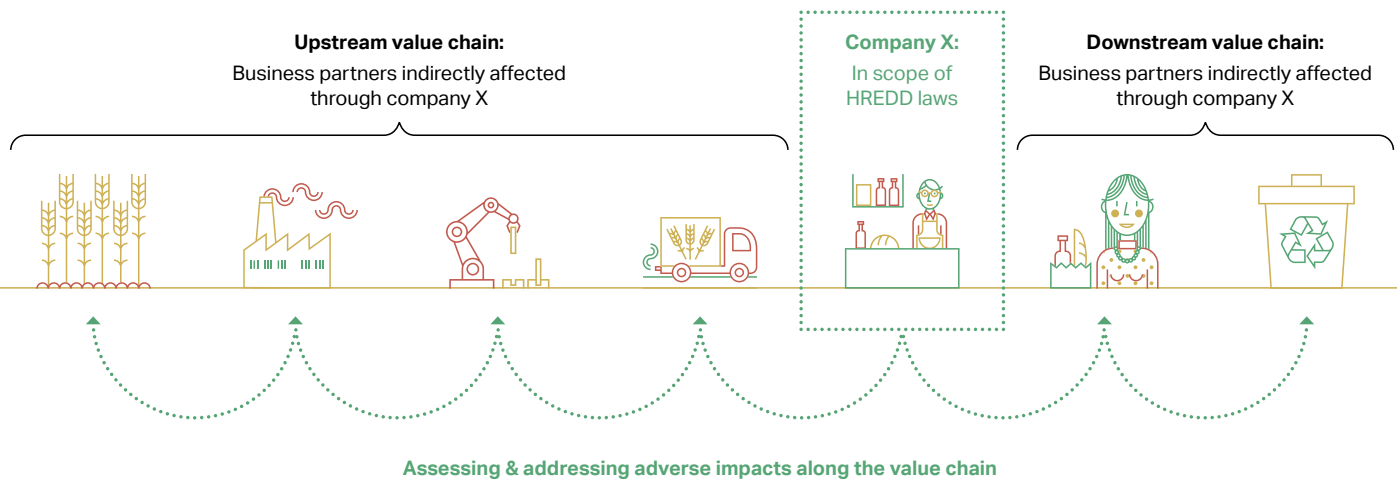 Upstream value chain:
Business partners indirectly affected
through company X
Company X:
In scope of
HREDD laws
Downstream value chain:
Business partners indirectly affected
through company X
Assessing & addressing adverse impacts along the value chain